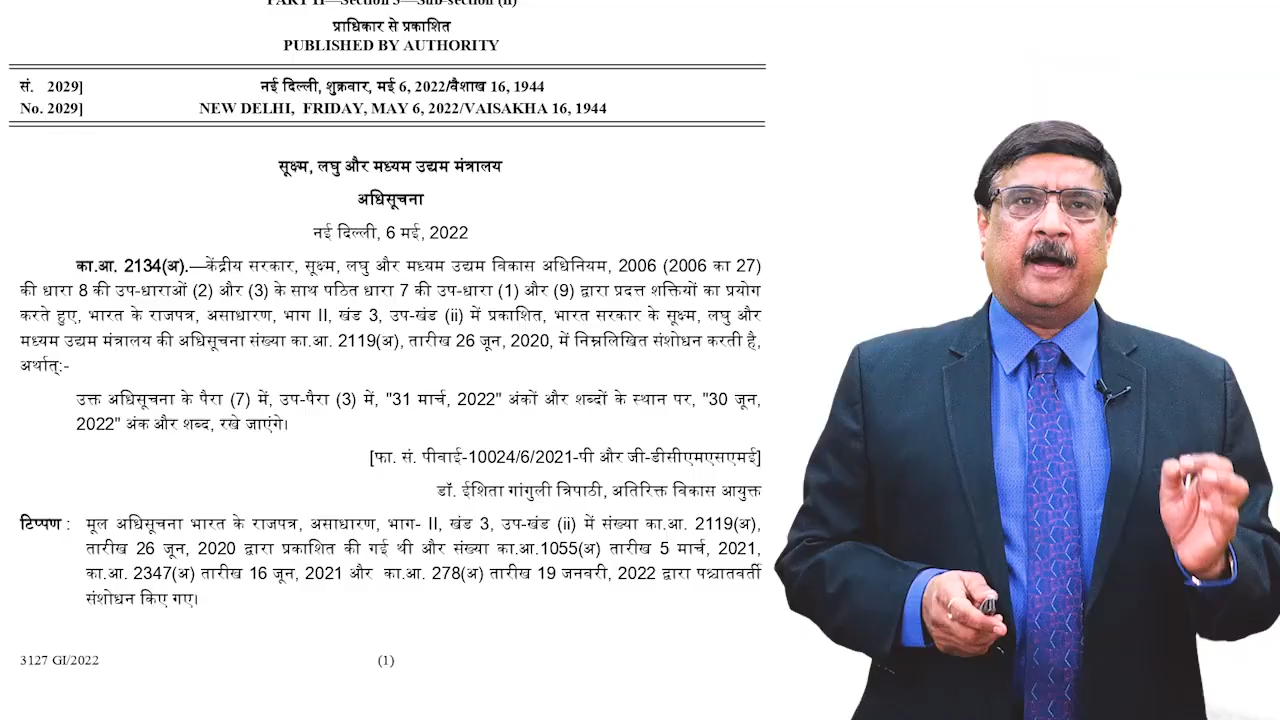 PART II—Section 3—Sub-section (ii)
प्राधिकार से प्रकाशित
PUBLISHED BY AUTHORITY
सं. 2029]
नई दिल्ली, शुक्रवार, मई 6, 2022/वैशाख 16, 1944
No. 2029]
NEW DELHI, FRIDAY, MAY 6, 2022/VAISAKHA 16, 1944
सूक्ष्म, लघु और मध्यम उद्यम मंत्रालय
अधिसूचना
नई दिल्ली, 6 मई, 2022
का.आ. 2134(अ).—केंद्रीय सरकार, सूक्ष्म, लघु और मध्यम उद्यम विकास अधिनियम, 2006 (2006 का 27)
की धारा 8 की उप-धाराओं (2) और (3) के साथ पठित धारा 7 की उप-धारा (1) और (9) द्वारा प्रदत्त शक्तियों का प्रयोग
करते हुए, भारत के राजपत्र, असाधारण, भाग II, खंड 3, उप-खंड (ii) में प्रकाशित, भारत सरकार के सूक्ष्म, लघु और
मध्यम उद्यम मंत्रालय की अधिसूचना संख्या का.आ. 2119(अ), तारीख 26 जून, 2020, में निम्नलिखित संशोधन करती है,
अर्थात्:-
उक्त अधिसूचना के पैरा (7) में, उप-पैरा (3) में, "31 मार्च, 2022" अंकों और शब्दों के स्थान पर, "30 जून,
2022" अंक और शब्द, रखे जाएंगे।
[फा. सं. पीवाई-10024/6/2021-पी और जी-डीसीएमएसएमई]
डॉ. ईशिता गांगुली त्रिपाठी, अतिरिक्त विकास आयुक्त
टिप्पण : मूल अधिसूचना भारत के राजपत्र, असाधारण, भाग- II, खंड 3, उप-खंड (ii) में संख्या का.आ. 2119(अ),
तारीख 26 जून, 2020 द्वारा प्रकाशित की गई थी और संख्या का.आ.1055(अ) तारीख 5 मार्च, 2021,
का.आ. 2347(अ) तारीख 16 जून, 2021 और का.आ. 278(अ) तारीख 19 जनवरी, 2022 द्वारा पश्चातवर्ती
संशोधन किए गए।
3127 GI/2022
(1)